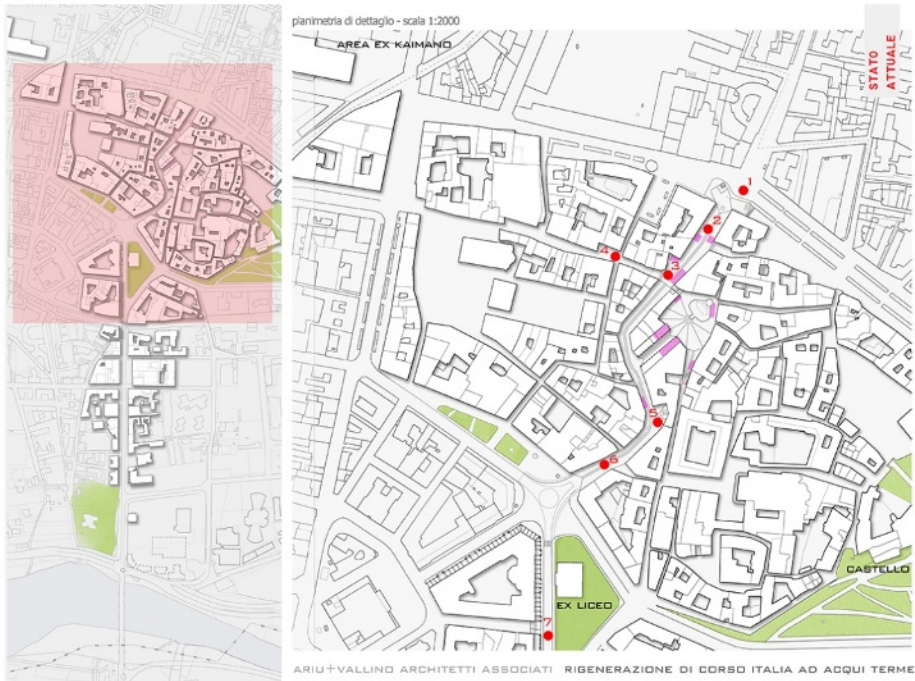 planimetria di dettaglio - scala 1:2000
AREA EX KAIMANO
STATO
ATTUALE
1
2
4
3
5
6
CASTELLO
EX LICEO
7
ARIU+VALLINO ARCHITETTI ASSOCIATI RIGENERAZIONE DI CORSO ITALIA AD ACQUI TERME